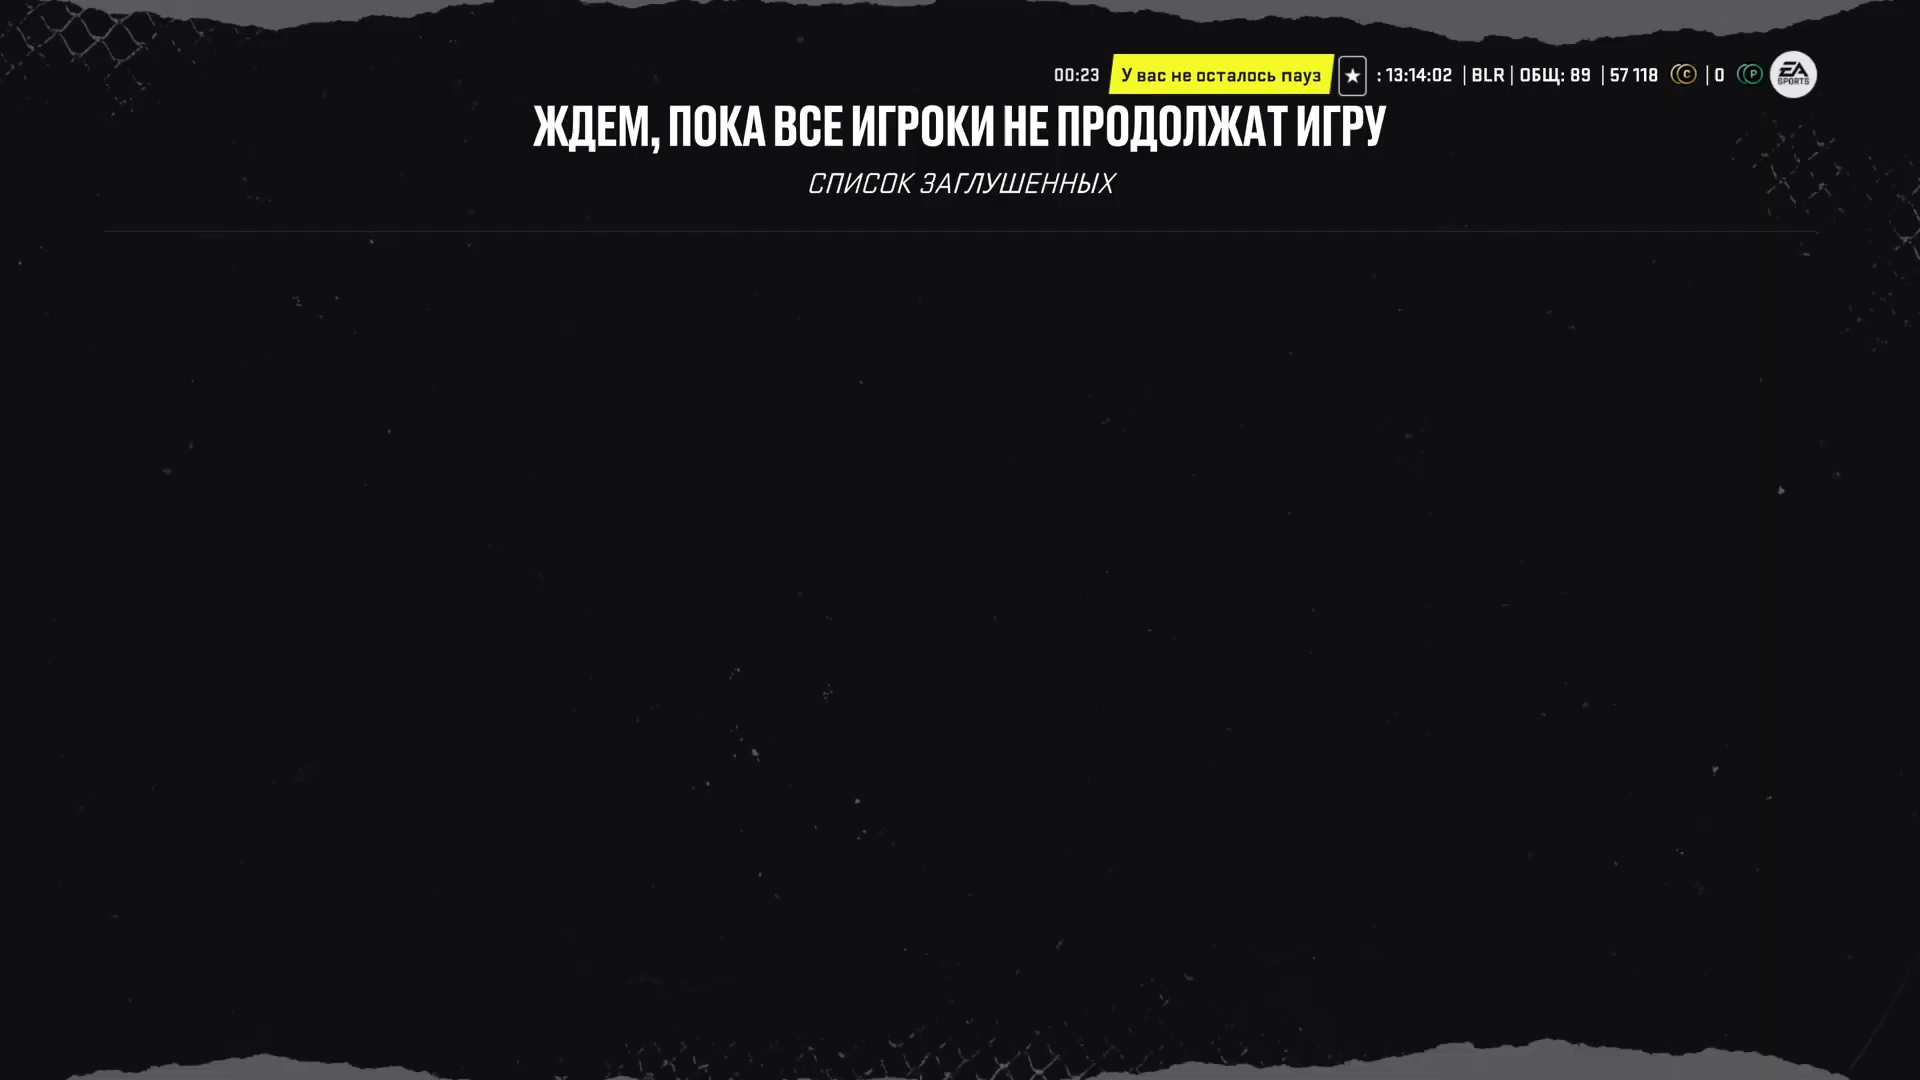 00:23 У вас не осталось пауз ★ : 13:14:02 | BLR | ОБЩ: 89 | 57 118 C | 0 P EA SPORTS
ЖДЕМ, ПОКА ВСЕ ИГРОКИ НЕ ПРОДОЛЖАТ ИГРУ
СПИСОК ЗАГЛУШЕННЫХ